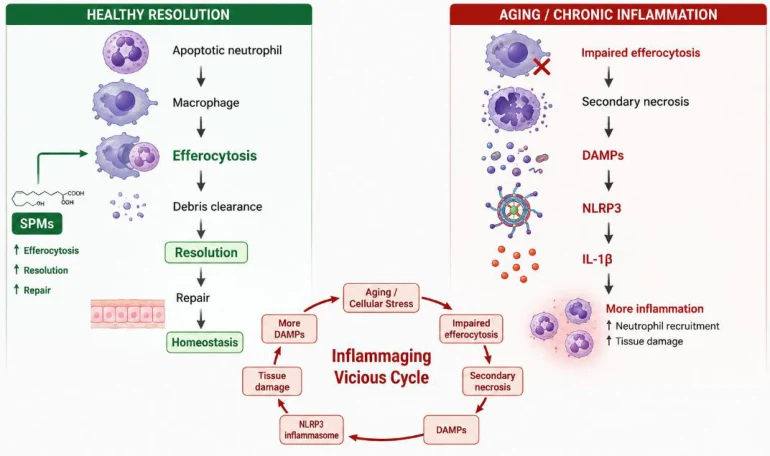 HEALTHY RESOLUTION
Apoptotic neutrophil
Macrophage
Efferocytosis
Debris clearance
Resolution
Repair
Homeostasis
COOH
OH
OOH
SPMs
↑ Efferocytosis
↑ Resolution
↑ Repair
AGING / CHRONIC INFLAMMATION
Impaired efferocytosis
Secondary necrosis
DAMPs
NLRP3
IL-1β
More inflammation
↑ Neutrophil recruitment
↑ Tissue damage
Inflammaging
Vicious Cycle
Aging /
Cellular Stress
Impaired
efferocytosis
Secondary
necrosis
DAMPs
NLRP3
inflammasome
Tissue
damage
More
DAMPs